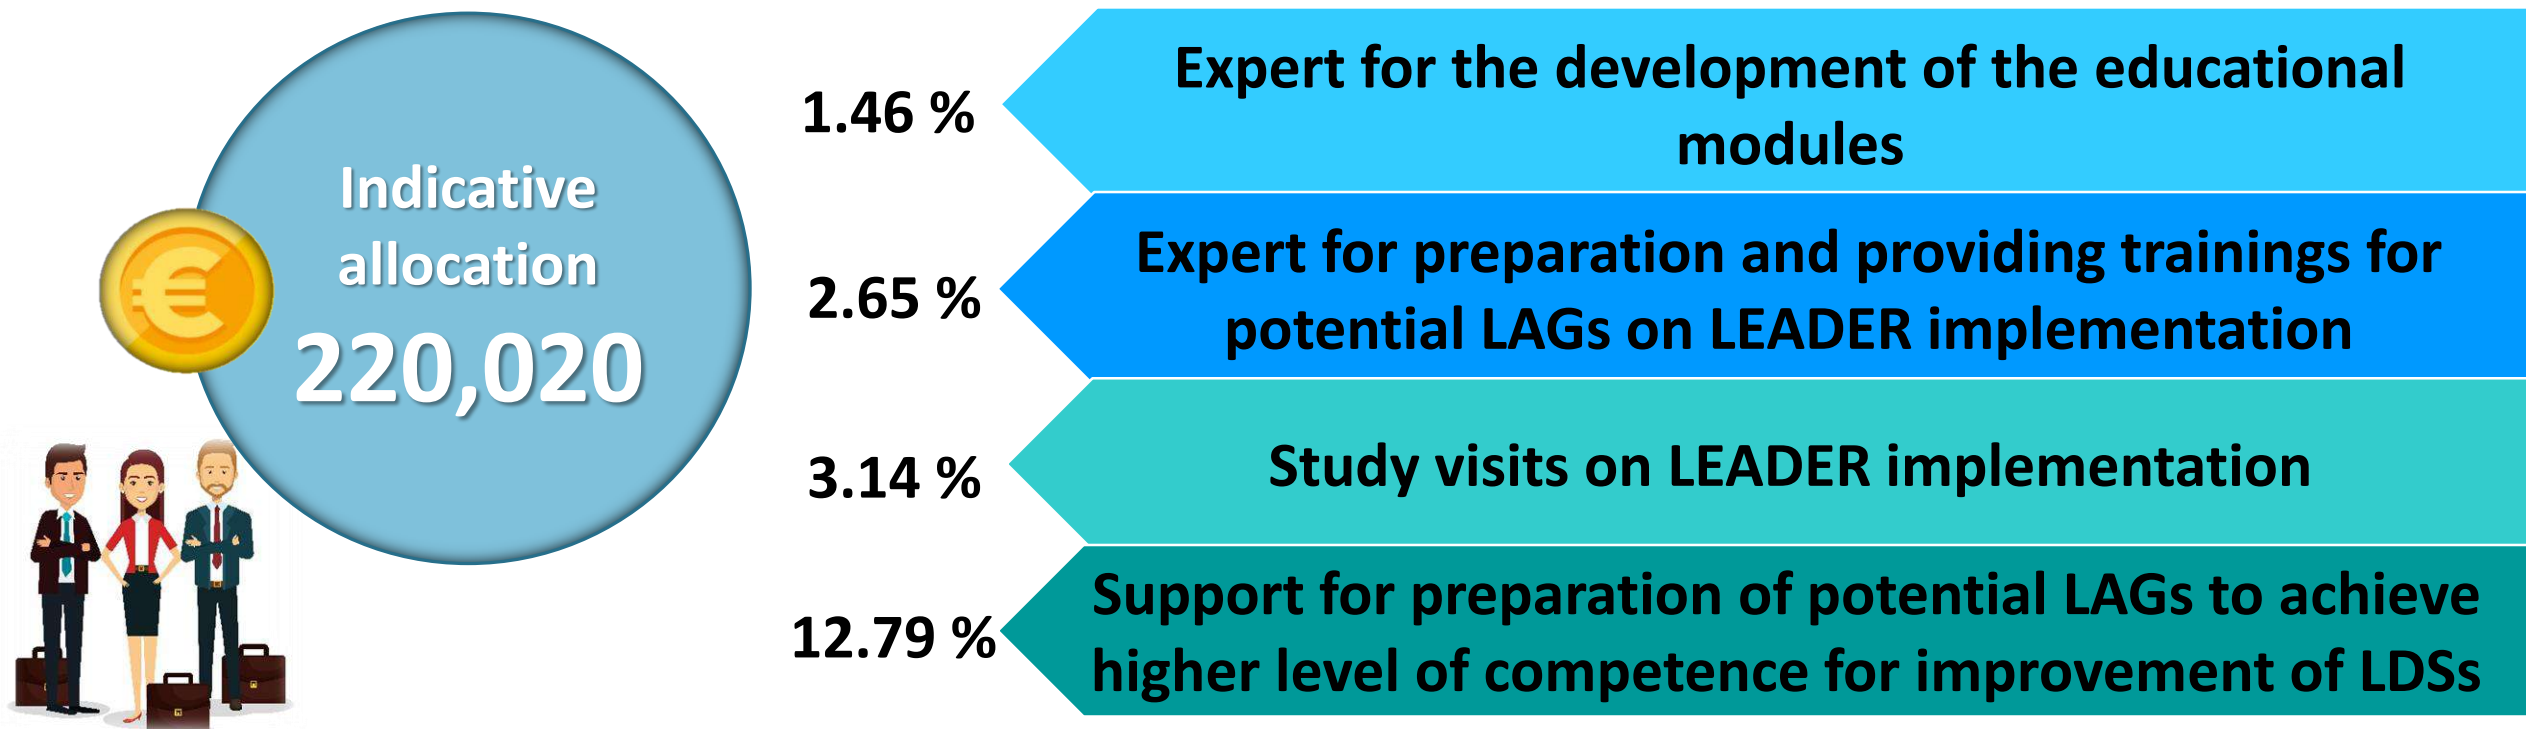 Indicative
allocation
220,020
1.46 %
Expert for the development of the educational
modules
2.65 %
Expert for preparation and providing trainings for
potential LAGs on LEADER implementation
3.14 %
Study visits on LEADER implementation
12.79 %
Support for preparation of potential LAGs to achieve
higher level of competence for improvement of LDSs